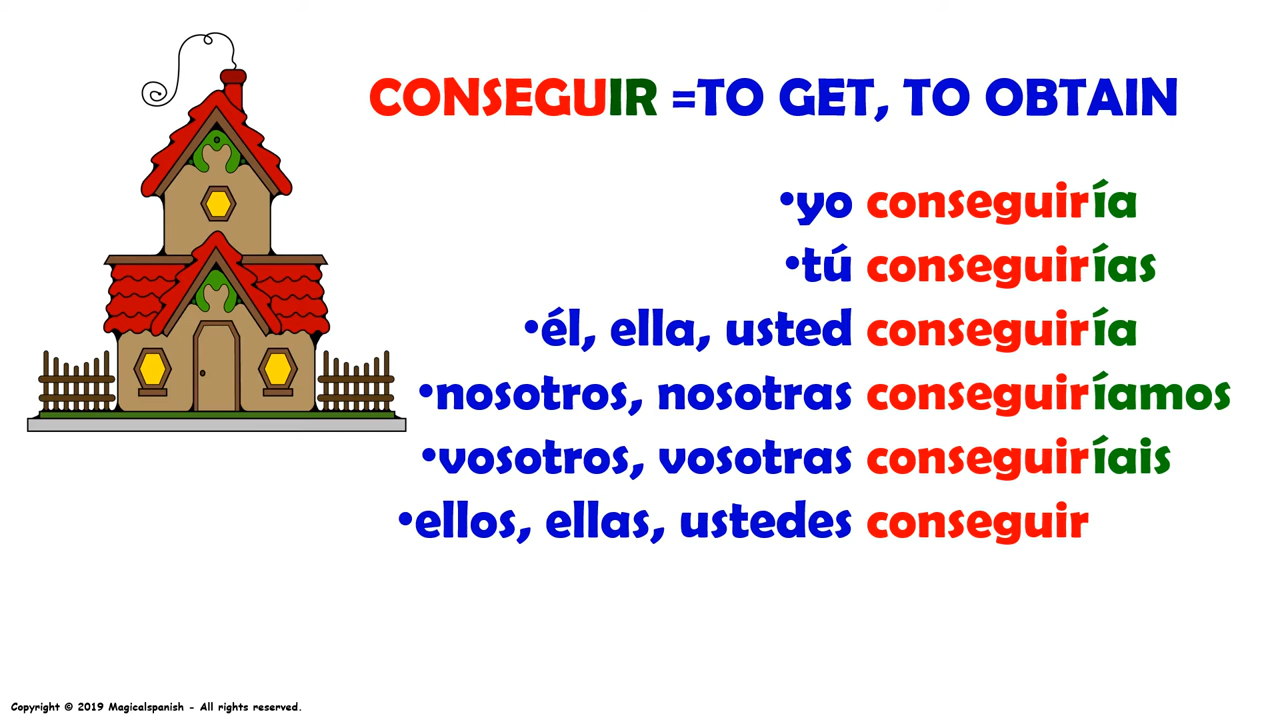 CONSEGUIR =TO GET, TO OBTAIN
•yo conseguiría
•tú conseguirías
•él, ella, usted conseguiría
•nosotros, nosotras conseguiríamos
•vosotros, vosotras conseguiríais
•ellos, ellas, ustedes conseguir
Copyright © 2019 Magicalspanish - All rights reserved.